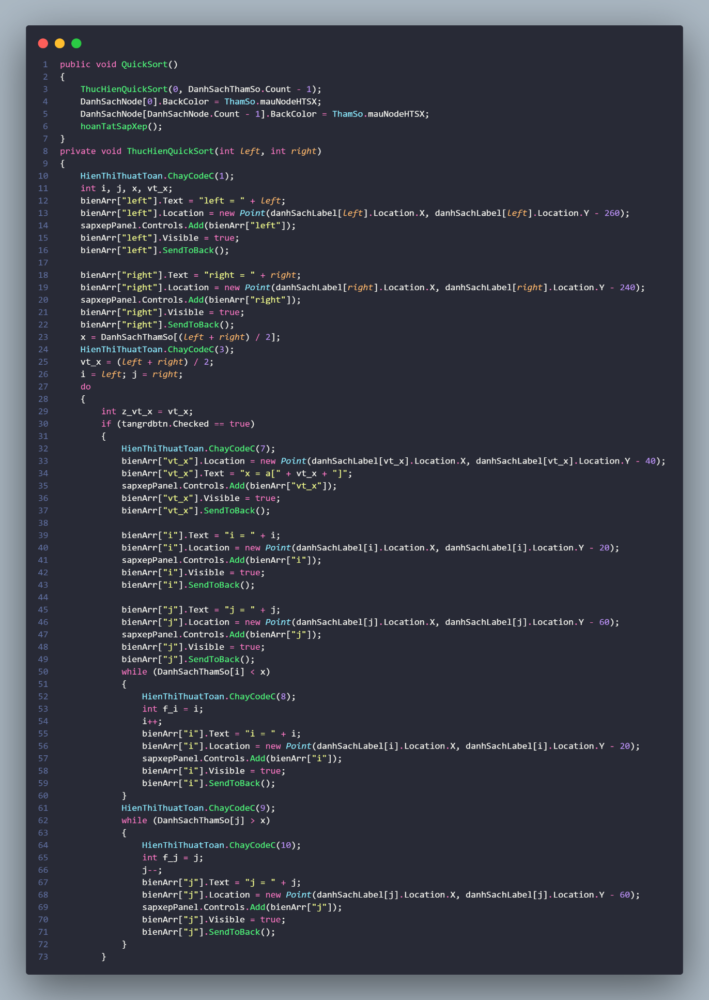 1 public void QuickSort()
2 {
3     ThucHienQuickSort(0, DanhSachThamSo.Count - 1);
4     DanhSachNode[0].BackColor = ThamSo.mauNodeHTSX;
5     DanhSachNode[DanhSachNode.Count - 1].BackColor = ThamSo.mauNodeHTSX;
6     hoanTatSapXep();
7 }
8 private void ThucHienQuickSort(int left, int right)
9 {
10     HienThiThuatToan.ChayCodeC(1);
11     int i, j, x, vt_x;
12     bienArr["left"].Text = "left = " + left;
13     bienArr["left"].Location = new Point(danhSachLabel[left].Location.X, danhSachLabel[left].Location.Y - 260);
14     sapxepPanel.Controls.Add(bienArr["left"]);
15     bienArr["left"].Visible = true;
16     bienArr["left"].SendToBack();
17
18     bienArr["right"].Text = "right = " + right;
19     bienArr["right"].Location = new Point(danhSachLabel[right].Location.X, danhSachLabel[right].Location.Y - 240);
20     sapxepPanel.Controls.Add(bienArr["right"]);
21     bienArr["right"].Visible = true;
22     bienArr["right"].SendToBack();
23     x = DanhSachThamSo[(left + right) / 2];
24     HienThiThuatToan.ChayCodeC(3);
25     vt_x = (left + right) / 2;
26     i = left; j = right;
27     do
28     {
29         int z_vt_x = vt_x;
30         if (tangrdbtn.Checked == true)
31         {
32             HienThiThuatToan.ChayCodeC(7);
33             bienArr["vt_x"].Location = new Point(danhSachLabel[vt_x].Location.X, danhSachLabel[vt_x].Location.Y - 40);
34             bienArr["vt_x"].Text = "x = a[" + vt_x + "]";
35             sapxepPanel.Controls.Add(bienArr["vt_x"]);
36             bienArr["vt_x"].Visible = true;
37             bienArr["vt_x"].SendToBack();
38
39             bienArr["i"].Text = "i = " + i;
40             bienArr["i"].Location = new Point(danhSachLabel[i].Location.X, danhSachLabel[i].Location.Y - 20);
41             sapxepPanel.Controls.Add(bienArr["i"]);
42             bienArr["i"].Visible = true;
43             bienArr["i"].SendToBack();
44
45             bienArr["j"].Text = "j = " + j;
46             bienArr["j"].Location = new Point(danhSachLabel[j].Location.X, danhSachLabel[j].Location.Y - 60);
47             sapxepPanel.Controls.Add(bienArr["j"]);
48             bienArr["j"].Visible = true;
49             bienArr["j"].SendToBack();
50             while (DanhSachThamSo[i] < x)
51             {
52                 HienThiThuatToan.ChayCodeC(8);
53                 int f_i = i;
54                 i++;
55                 bienArr["i"].Text = "i = " + i;
56                 bienArr["i"].Location = new Point(danhSachLabel[i].Location.X, danhSachLabel[i].Location.Y - 20);
57                 sapxepPanel.Controls.Add(bienArr["i"]);
58                 bienArr["i"].Visible = true;
59                 bienArr["i"].SendToBack();
60             }
61             HienThiThuatToan.ChayCodeC(9);
62             while (DanhSachThamSo[j] > x)
63             {
64                 HienThiThuatToan.ChayCodeC(10);
65                 int f_j = j;
66                 j--;
67                 bienArr["j"].Text = "j = " + j;
68                 bienArr["j"].Location = new Point(danhSachLabel[j].Location.X, danhSachLabel[j].Location.Y - 60);
69                 sapxepPanel.Controls.Add(bienArr["j"]);
70                 bienArr["j"].Visible = true;
71                 bienArr["j"].SendToBack();
72             }
73         }